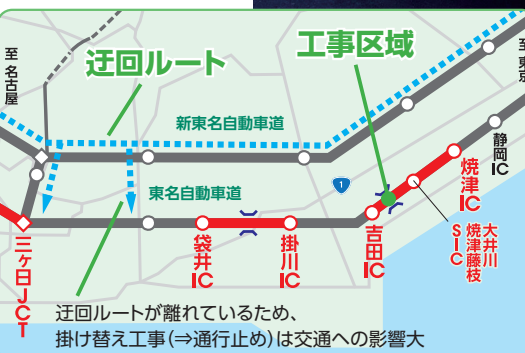 迂回ルート
工事区域
至 名古屋
至 東京
新東名自動車道
東名自動車道
1
静岡IC
焼津IC
大井川
焼津藤枝
SIC
吉田IC
掛川IC
袋井IC
三ヶ日JCT
迂回ルートが離れているため、
掛け替え工事(⇒通行止め)は交通への影響大